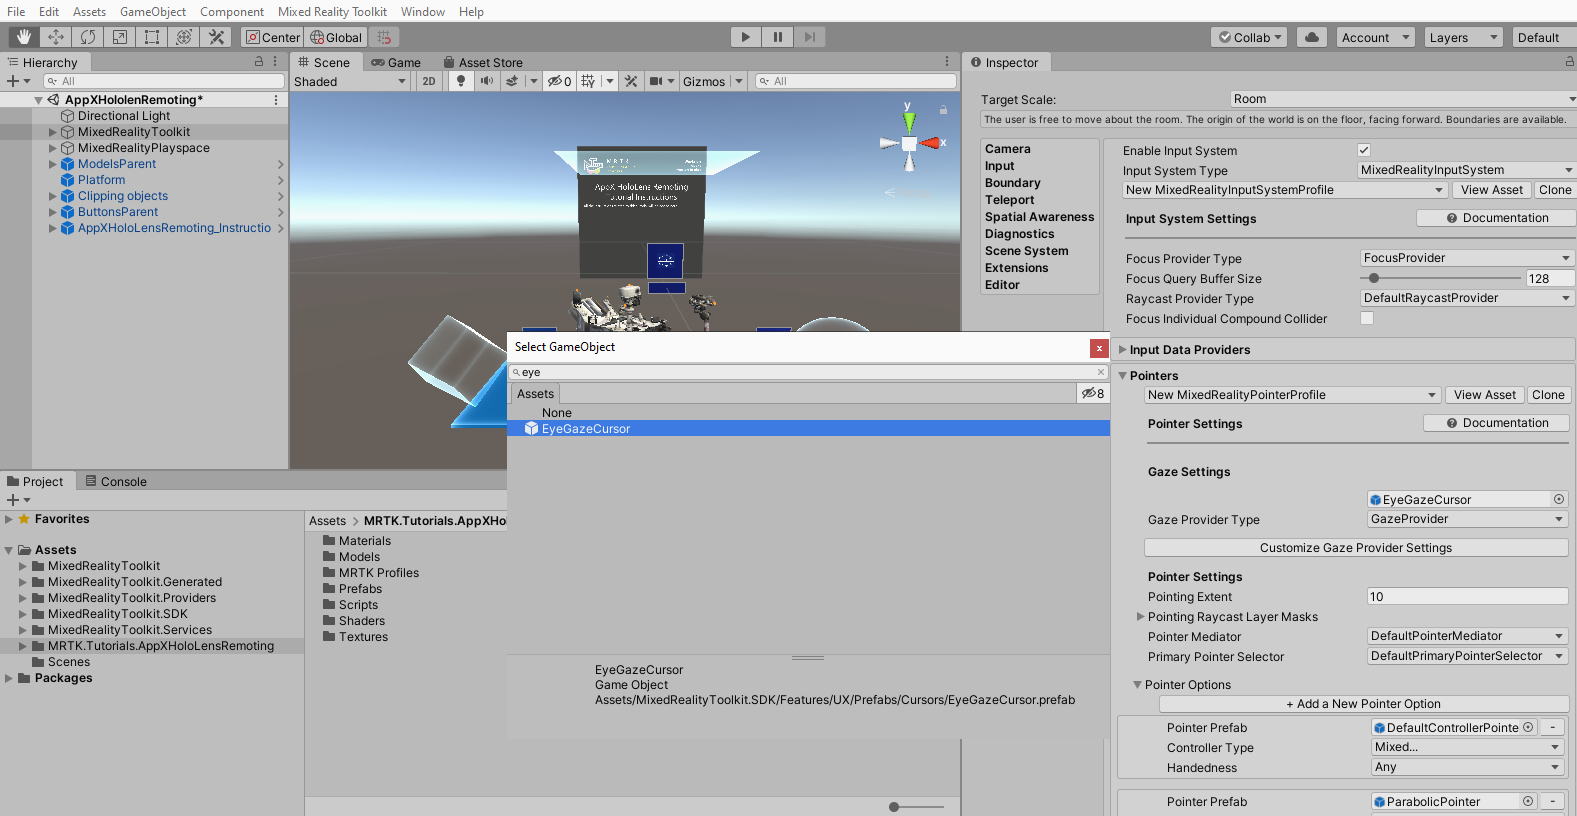 File Edit Assets GameObject Component Mixed Reality Toolkit Window Help
Center Global Collab Account Layers Default
Hierarchy
All
AppXHololenRemoting*
Directional Light
MixedRealityToolkit
MixedRealityPlayspace
ModelsParent
Platform
Clipping objects
ButtonsParent
AppXHoloLensRemoting_Instructio
Scene Game Asset Store
Shaded 2D 0 Gizmos All
y
x
MRTK
AppX HoloLens Remoting
Tutorial Instructions
Inspector
Target Scale: Room
The user is free to move about the room. The origin of the world is on the floor, facing forward. Boundaries are available.
Camera
Input
Boundary
Teleport
Spatial Awareness
Diagnostics
Scene System
Extensions
Editor
Enable Input System
Input System Type MixedRealityInputSystem
New MixedRealityInputSystemProfile View Asset Clone
Input System Settings Documentation
Focus Provider Type FocusProvider
Focus Query Buffer Size 128
Raycast Provider Type DefaultRaycastProvider
Focus Individual Compound Collider
Input Data Providers
Pointers
New MixedRealityPointerProfile View Asset Clone
Pointer Settings Documentation
Gaze Settings
EyeGazeCursor
Gaze Provider Type GazeProvider
Customize Gaze Provider Settings
Pointer Settings
Pointing Extent 10
Pointing Raycast Layer Masks
Pointer Mediator DefaultPointerMediator
Primary Pointer Selector DefaultPrimaryPointerSelector
Pointer Options
+ Add a New Pointer Option
Pointer Prefab DefaultControllerPointe -
Controller Type Mixed...
Handedness Any
Pointer Prefab ParabolicPointer -
Select GameObject x
eye
Assets 8
None
EyeGazeCursor
EyeGazeCursor
Game Object
Assets/MixedRealityToolkit.SDK/Features/UX/Prefabs/Cursors/EyeGazeCursor.prefab
Project Console
Favorites
Assets
MixedRealityToolkit
MixedRealityToolkit.Generated
MixedRealityToolkit.Providers
MixedRealityToolkit.SDK
MixedRealityToolkit.Services
MRTK.Tutorials.AppXHoloLensRemoting
Scenes
Packages
Assets > MRTK.Tutorials.AppXHo
Materials
Models
MRTK Profiles
Prefabs
Scripts
Shaders
Textures